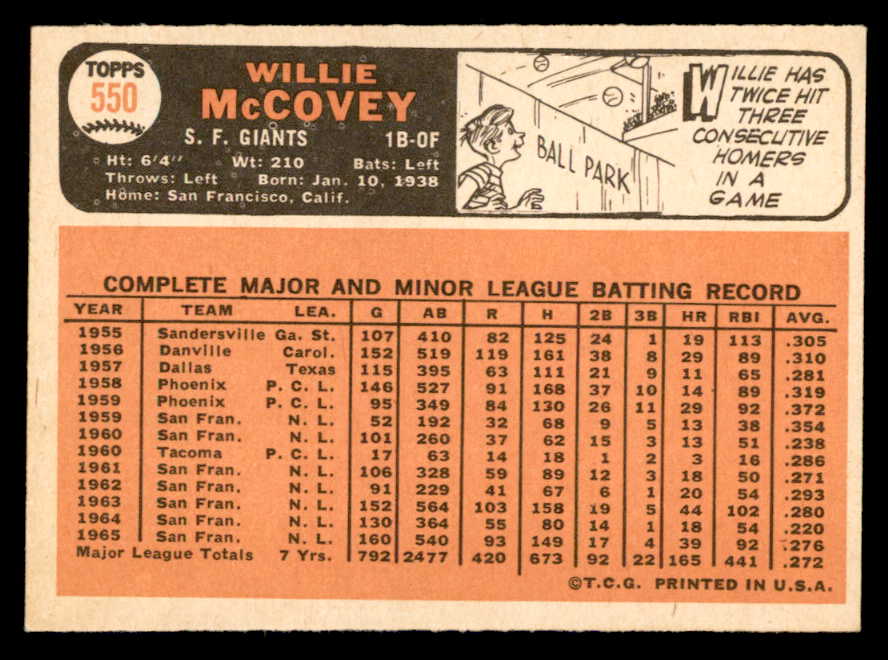 TOPPS
550
WILLIE
McCOVEY
S. F. GIANTS 1B-OF
Ht: 6'4" Wt: 210 Bats: Left
Throws: Left Born: Jan. 10, 1938
Home: San Francisco, Calif.
BALL PARK
WILLIE HAS
TWICE HIT
THREE
CONSECUTIVE
HOMERS
IN A
GAME
COMPLETE MAJOR AND MINOR LEAGUE BATTING RECORD
YEAR TEAM LEA. G AB R H 2B 3B HR RBI AVG.
1955 Sandersville Ga. St. 107 410 82 125 24 1 19 113 .305
1956 Danville Carol. 152 519 119 161 38 8 29 89 .310
1957 Dallas Texas 115 395 63 111 21 9 11 65 .281
1958 Phoenix P. C. L. 146 527 91 168 37 10 14 89 .319
1959 Phoenix P. C. L. 95 349 84 130 26 11 29 92 .372
1959 San Fran. N. L. 52 192 32 68 9 5 13 38 .354
1960 San Fran. N. L. 101 260 37 62 15 3 13 51 .238
1960 Tacoma P. C. L. 17 63 14 18 1 2 3 16 .286
1961 San Fran. N. L. 106 328 59 89 12 3 18 50 .271
1962 San Fran. N. L. 91 229 41 67 6 1 20 54 .293
1963 San Fran. N. L. 152 564 103 158 19 5 44 102 .280
1964 San Fran. N. L. 130 364 55 80 14 1 18 54 .220
1965 San Fran. N. L. 160 540 93 149 17 4 39 92 .276
Major League Totals 7 Yrs. 792 2477 420 673 92 22 165 441 .272
©T.C.G. PRINTED IN U.S.A.